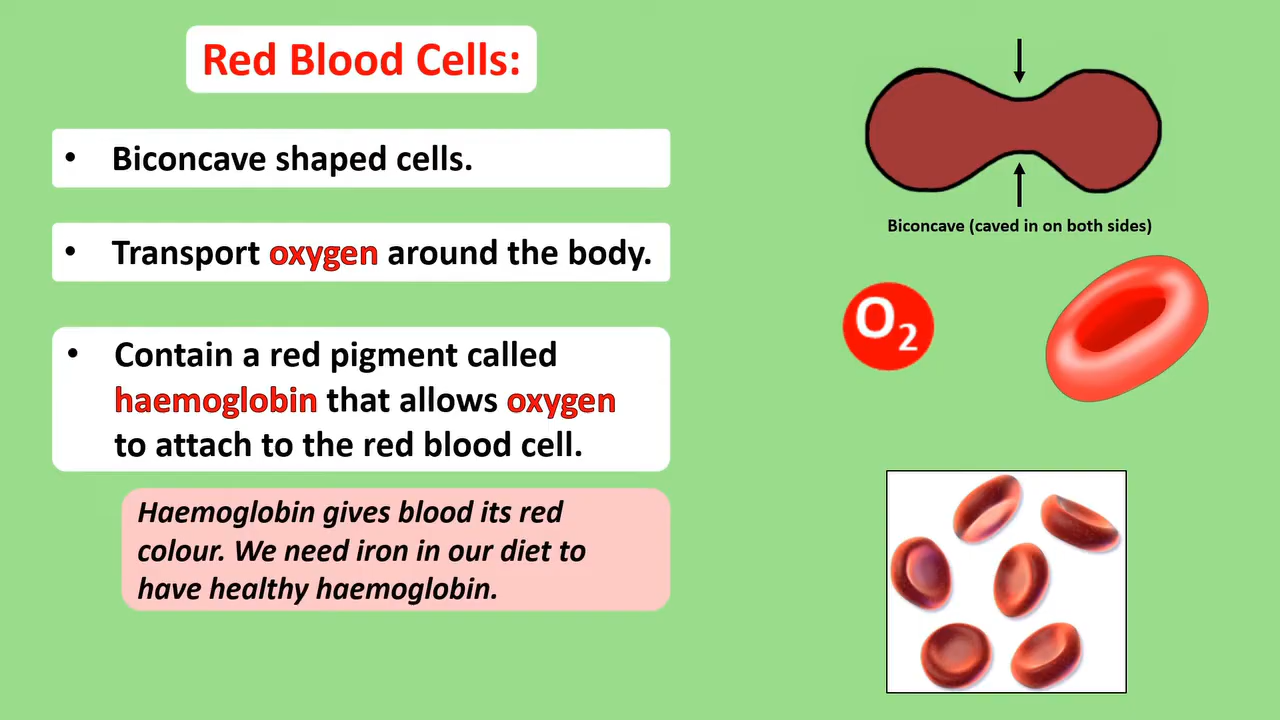 Red Blood Cells:
• Biconcave shaped cells.
• Transport oxygen around the body.
• Contain a red pigment called
haemoglobin that allows oxygen
to attach to the red blood cell.
Haemoglobin gives blood its red
colour. We need iron in our diet to
have healthy haemoglobin.
Biconcave (caved in on both sides)
O₂